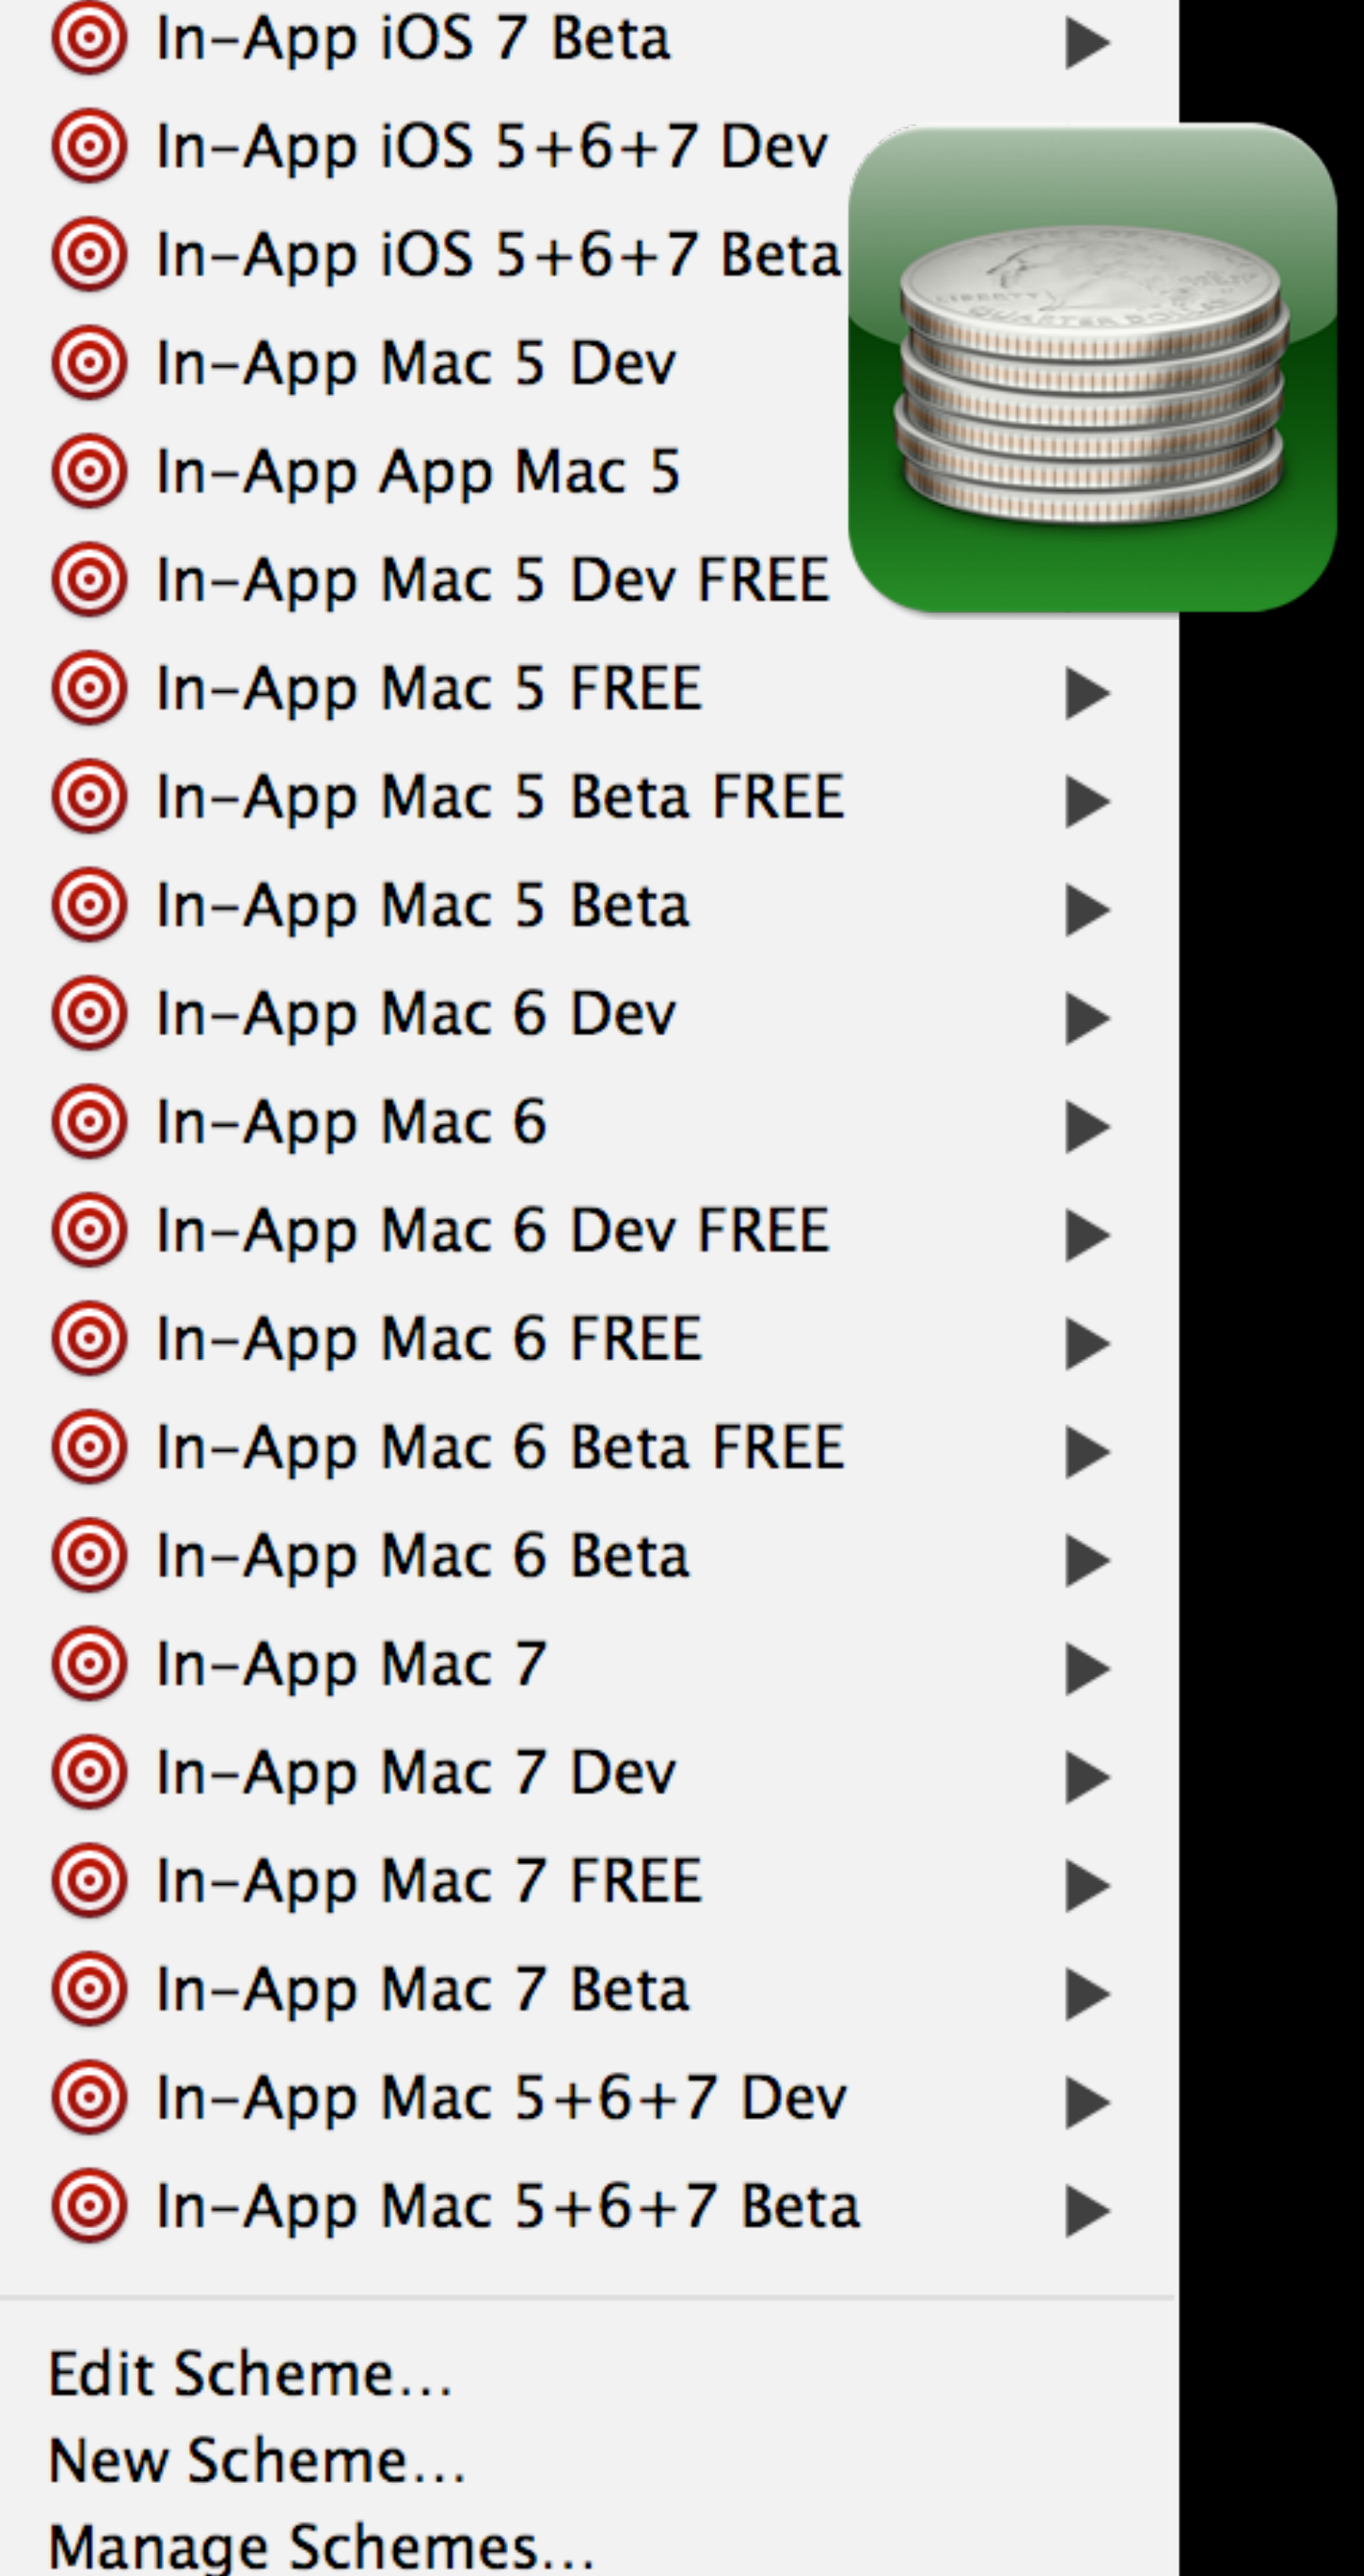 In-App iOS 7 Beta
In-App iOS 5+6+7 Dev
In-App iOS 5+6+7 Beta
In-App Mac 5 Dev
In-App App Mac 5
In-App Mac 5 Dev FREE
In-App Mac 5 FREE
In-App Mac 5 Beta FREE
In-App Mac 5 Beta
In-App Mac 6 Dev
In-App Mac 6
In-App Mac 6 Dev FREE
In-App Mac 6 FREE
In-App Mac 6 Beta FREE
In-App Mac 6 Beta
In-App Mac 7
In-App Mac 7 Dev
In-App Mac 7 FREE
In-App Mac 7 Beta
In-App Mac 5+6+7 Dev
In-App Mac 5+6+7 Beta
Edit Scheme...
New Scheme...
Manage Schemes...
LIBERTY
QUARTER DOLLAR